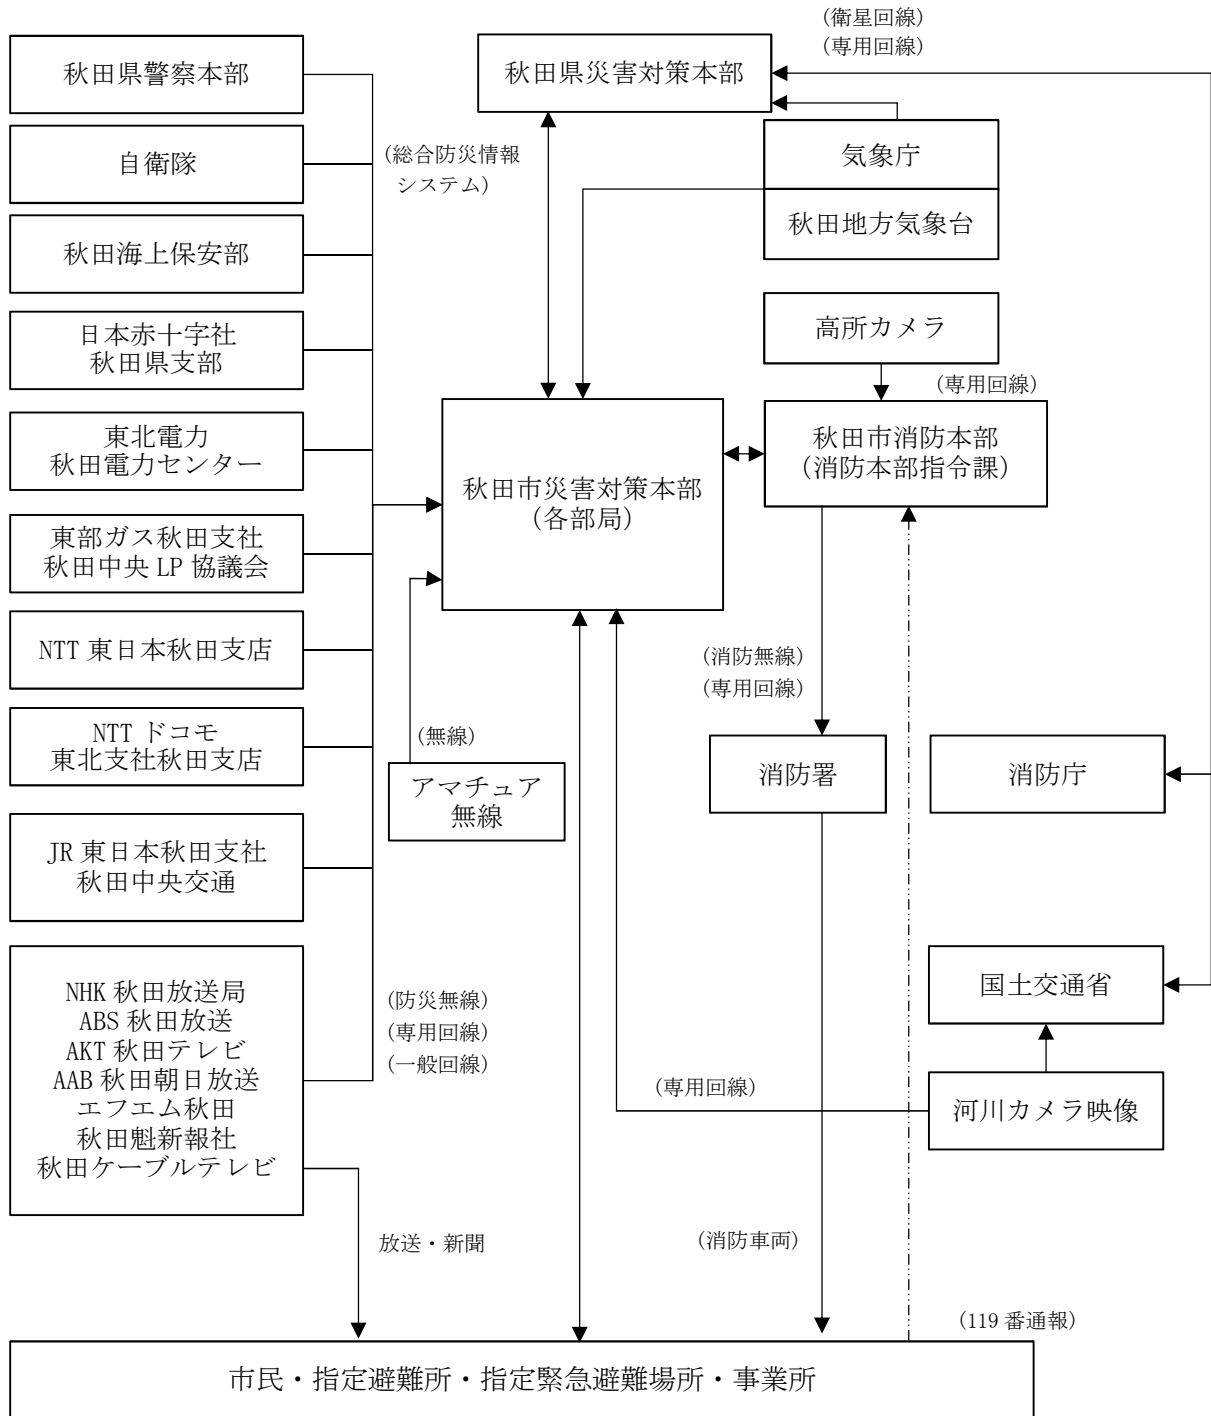 (衛星回線)
(専用回線)
秋田県警察本部
秋田県災害対策本部
自衛隊
(総合防災情報
システム)
気象庁
秋田地方気象台
秋田海上保安部
日本赤十字社
秋田県支部
高所カメラ
(専用回線)
東北電力
秋田電力センター
秋田市災害対策本部
(各部局)
秋田市消防本部
(消防本部指令課)
東部ガス秋田支社
秋田中央 LP 協議会
NTT 東日本秋田支店
(消防無線)
(専用回線)
NTT ドコモ
東北支社秋田支店
(無線)
アマチュア
無線
消防署
消防庁
JR 東日本秋田支社
秋田中央交通
NHK 秋田放送局
ABS 秋田放送
AKT 秋田テレビ
AAB 秋田朝日放送
エフエム秋田
秋田魁新報社
秋田ケーブルテレビ
(防災無線)
(専用回線)
(一般回線)
国土交通省
(専用回線)
河川カメラ映像
放送・新聞
(消防車両)
(119 番通報)
市民・指定避難所・指定緊急避難場所・事業所